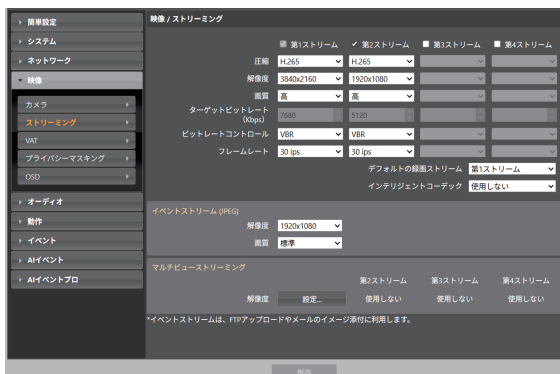 簡単設定
システム
ネットワーク
映像
カメラ
ストリーミング
VAT
プライバシーマスキング
OSD
オーディオ
動作
イベント
AIイベント
AIイベントプロ
映像 / ストリーミング
第1ストリーム 第2ストリーム 第3ストリーム 第4ストリーム
圧縮 H.265 H.265
解像度 3840x2160 1920x1080
画質 高 高
ターゲットビットレート
(Kbps) 7680 5120
ビットレートコントロール VBR VBR
フレームレート 30 ips 30 ips
デフォルトの録画ストリーム 第1ストリーム
インテリジェントコーデック 使用しない
イベントストリーム (JPEG)
解像度 1920x1080
画質 標準
マルチビューストリーミング
第2ストリーム 第3ストリーム 第4ストリーム
解像度 設定... 使用しない 使用しない 使用しない
*イベントストリームは、FTPアップロードやメールのイメージ添付に利用します。
保存